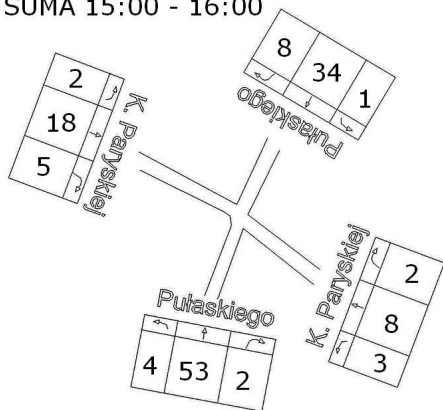 SUMA 15:00 - 16:00
8 34 1
Pułaskiego
2
18
5
K. Paryskiej
2
8
3
K. Paryskiej
Pułaskiego
4 53 2